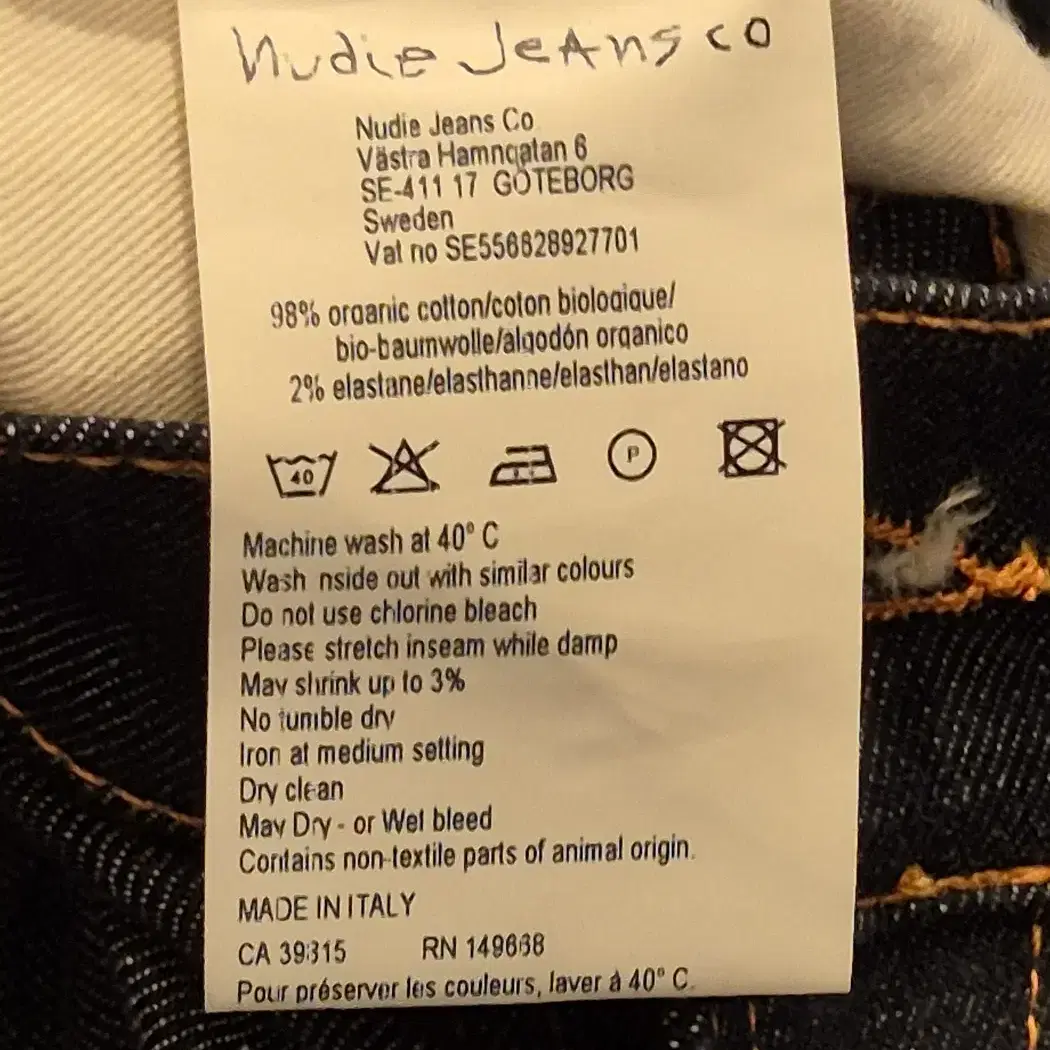 Nudie Jeans co
Nudie Jeans Co
Västra Hamngatan 6
SE-411 17 GÖTEBORG
Sweden
Vat no SE556628927701
98% organic cotton/coton biologique/
bio-baumwolle/algodón organico
2% elastane/elasthanne/elasthan/elastano
40 P
Machine wash at 40° C
Wash nside out with similar colours
Do not use chlorine bleach
Please stretch inseam while damp
May shrink up to 3%
No tumble dry
Iron at medium setting
Dry clean
May Dry - or Wet bleed
Contains non-textile parts of animal origin.
MADE IN ITALY
CA 39315 RN 149668
Pour préserver les couleurs, laver à 40° C.